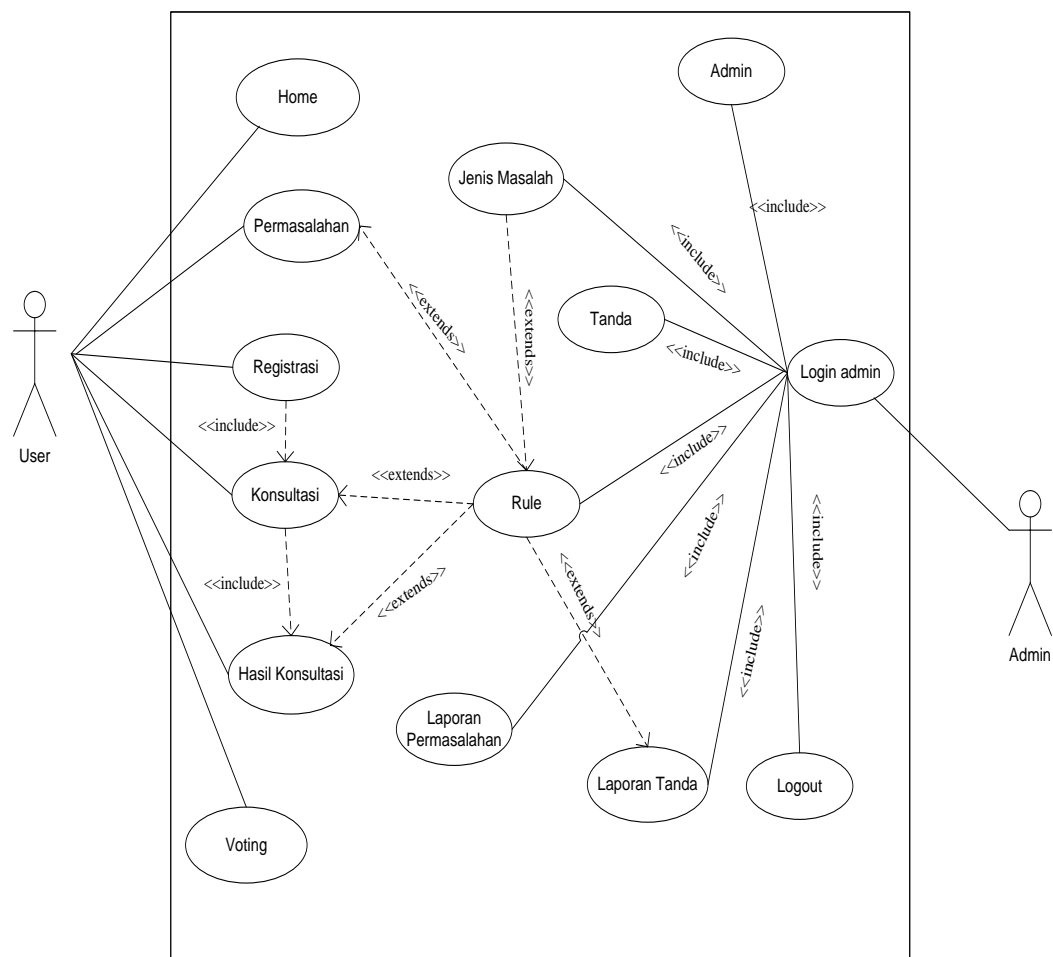 Admin
Home
Jenis Masalah
<<include>>
Permasalahan
<<include>>
<<extends>>
<<extends>>
Tanda
<<include>>
Registrasi
Login admin
<<include>>
<<include>>
User
<<extends>>
Konsultasi
Rule
<<include>>
<<include>>
<<include>>
<<extends>>
<<extends>>
<<include>>
Admin
Hasil Konsultasi
Laporan
Permasalahan
Laporan Tanda
Logout
Voting